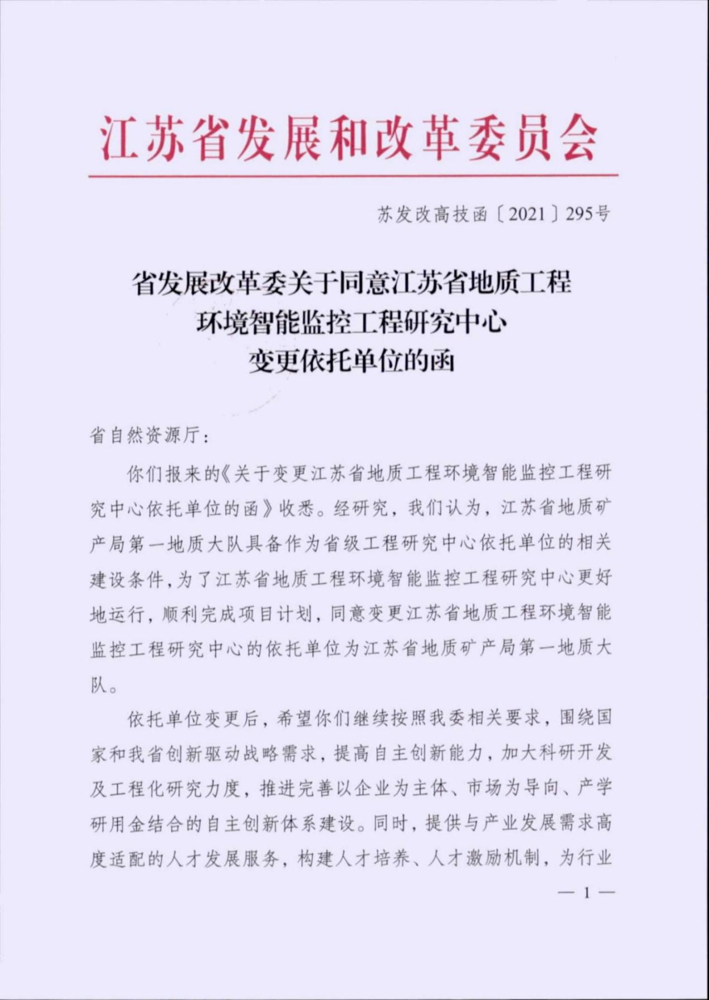 江苏省发展和改革委员会
苏发改高技函〔2021〕295号
省发展改革委关于同意江苏省地质工程
环境智能监控工程研究中心
变更依托单位的函
省自然资源厅：
你们报来的《关于变更江苏省地质工程环境智能监控工程研
究中心依托单位的函》收悉。经研究，我们认为，江苏省地质矿
产局第一地质大队具备作为省级工程研究中心依托单位的相关
建设条件，为了江苏省地质工程环境智能监控工程研究中心更好
地运行，顺利完成项目计划，同意变更江苏省地质工程环境智能
监控工程研究中心的依托单位为江苏省地质矿产局第一地质大
队。
依托单位变更后，希望你们继续按照我委相关要求，围绕国
家和我省创新驱动战略需求，提高自主创新能力，加大科研开发
及工程化研究力度，推进完善以企业为主体、市场为导向、产学
研用金结合的自主创新体系建设。同时，提供与产业发展需求高
度适配的人才发展服务，构建人才培养、人才激励机制，为行业
— 1 —